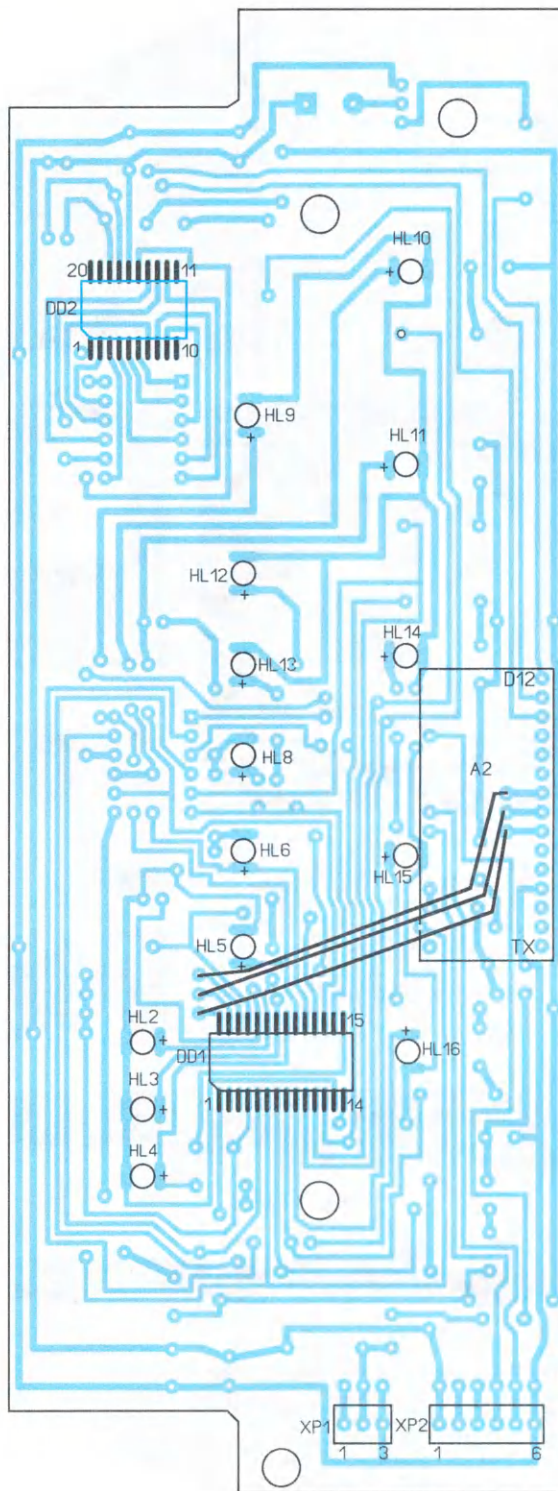 HL10
20 11
DD2
1 10
HL9
HL11
HL12
HL14
HL13
D12
A2
HL8
HL6
HL15
HL5
TX
15
HL2
DD1
HL16
HL3
1 14
HL4
XP1 XP2
1 3 1 6